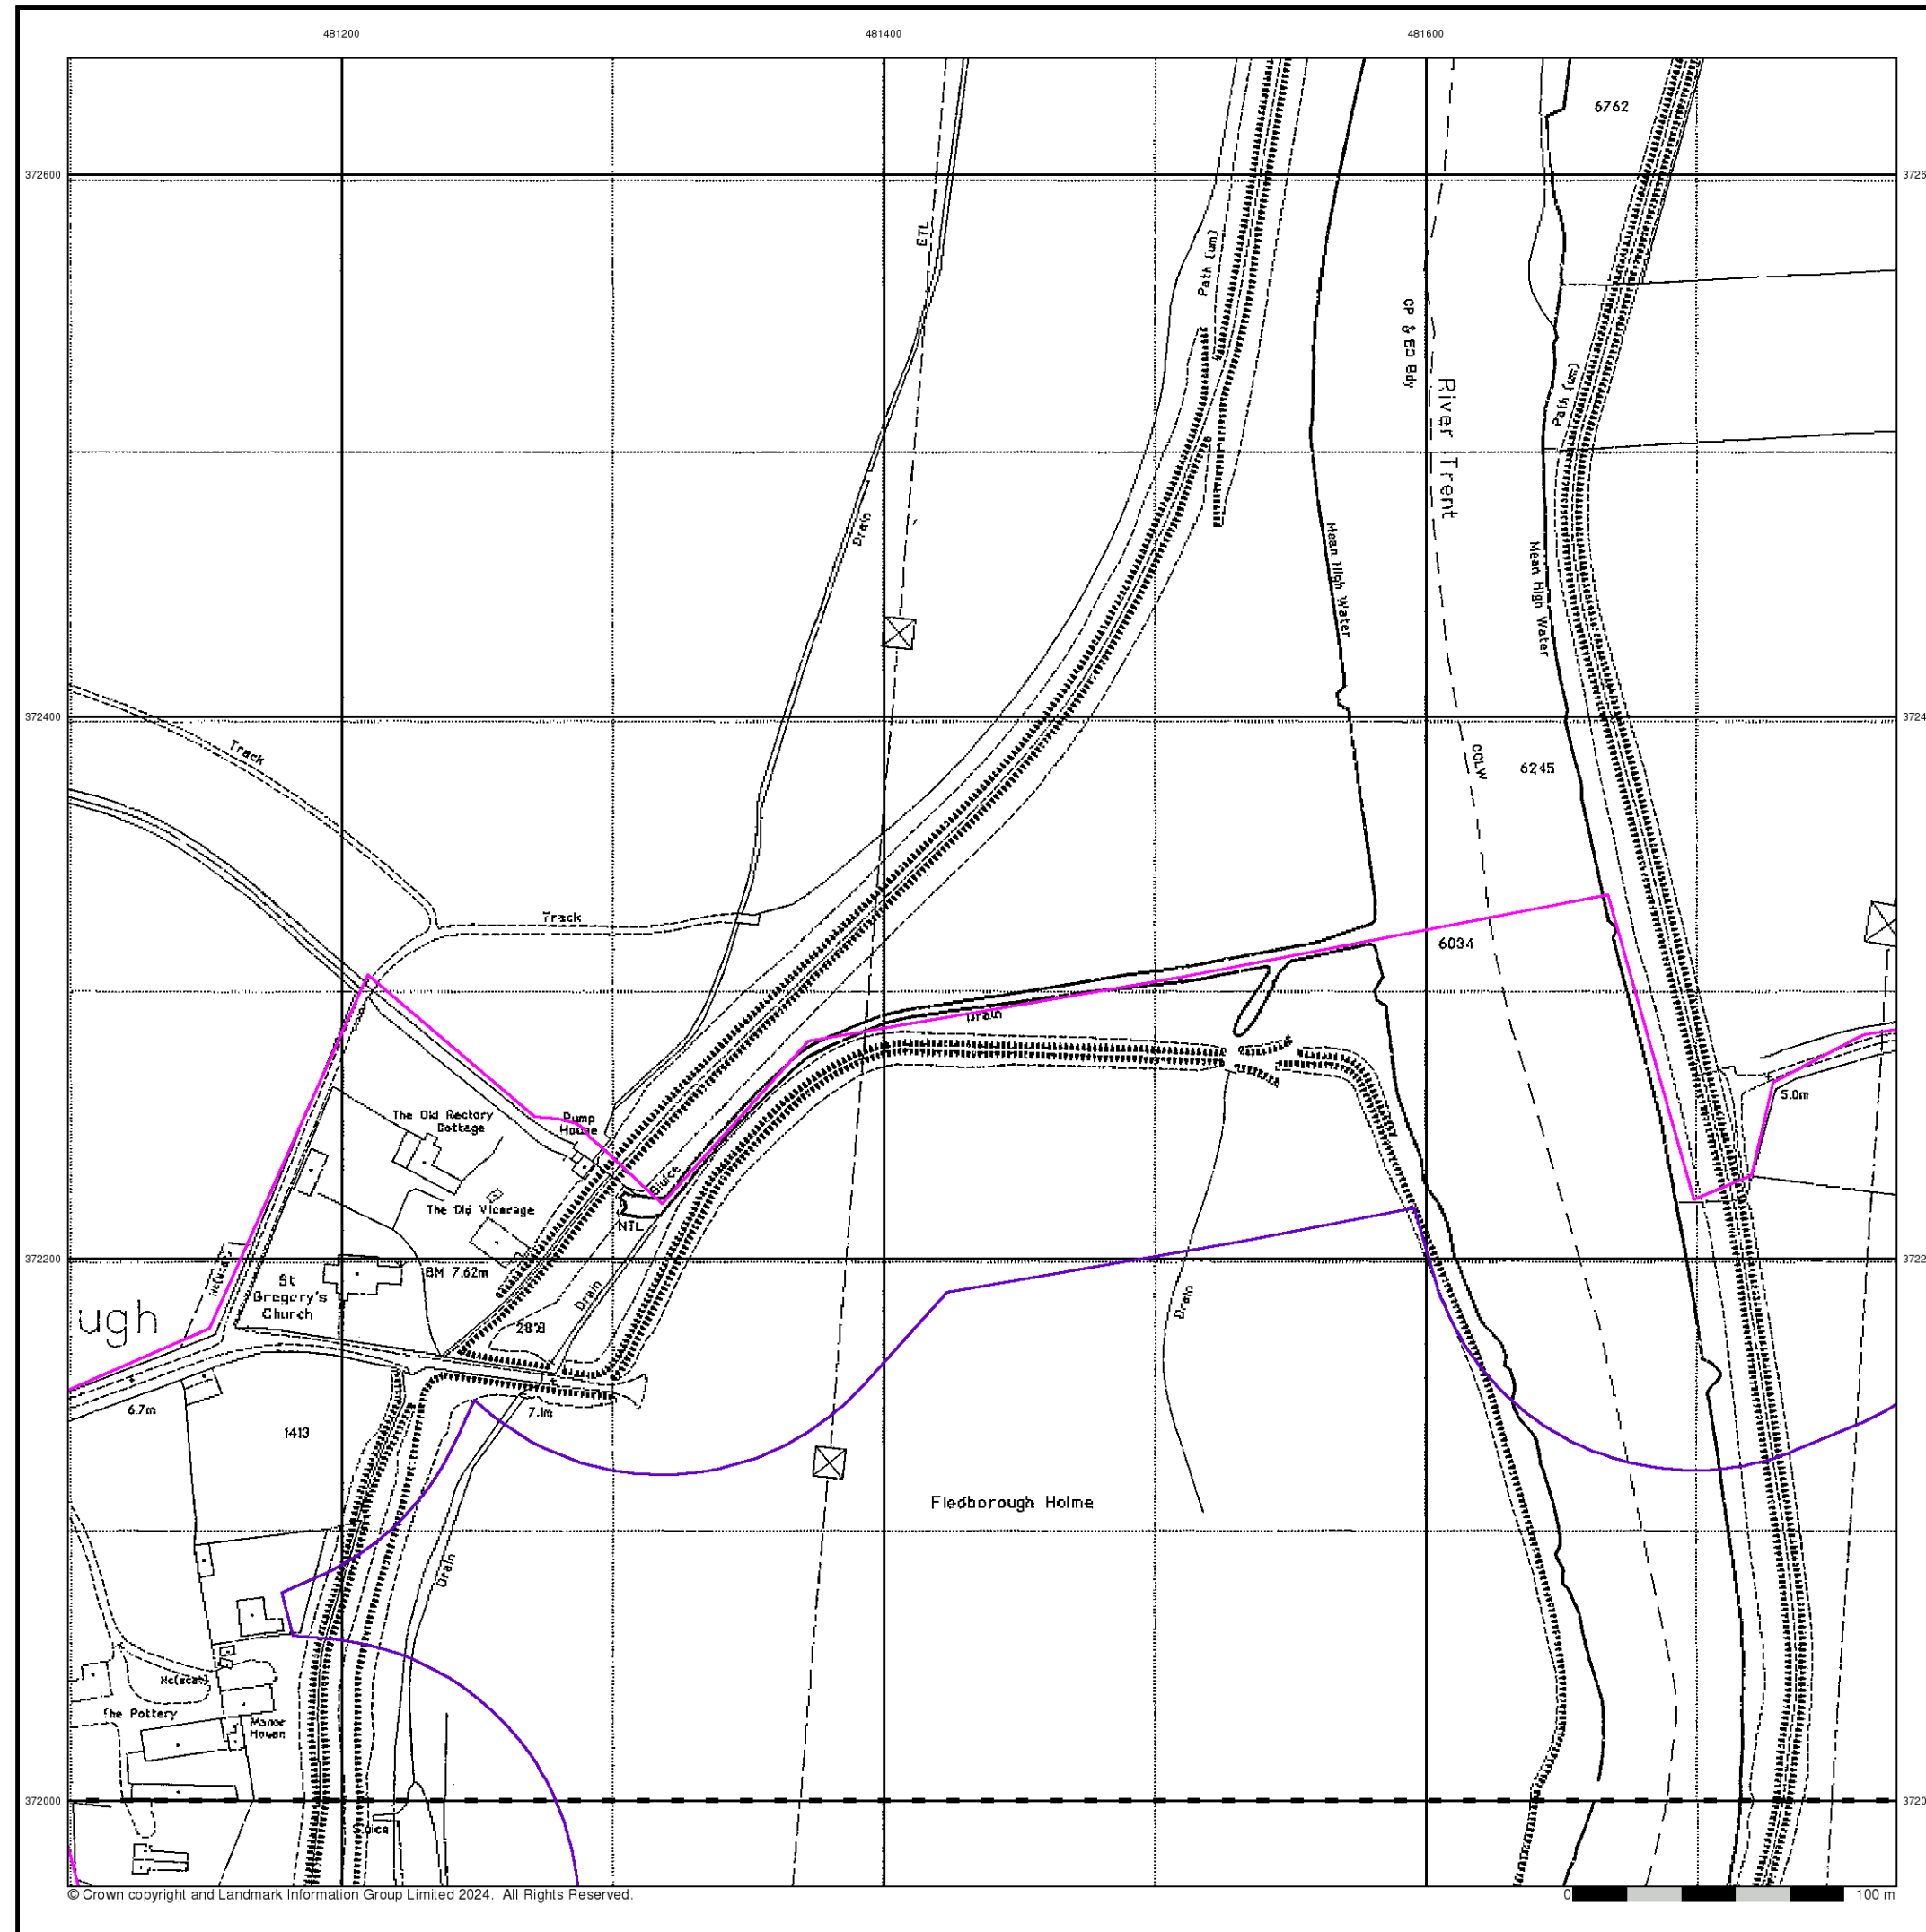 481200
481400
481600
6762
372600
3726
ETL
Path (um)
CP & ED Bdy
River Trent
Path (um)
Drain
Mean High Water
Mean High Water
372400
3724
Track
CCLW
6245
Track
6034
Drain
5.0m
The Old Rectory
Cottage
Pump
House
The Old Vicarage
NTL
372200
3722
BM 7.62m
St
Gregory's
Church
ugh
Drain
Drain
7.1m
6.7m
1413
Fledborough Holme
Drain
The Pottery
Manor
House
372000
3720
© Crown copyright and Landmark Information Group Limited 2024. All Rights Reserved.
0
100 m